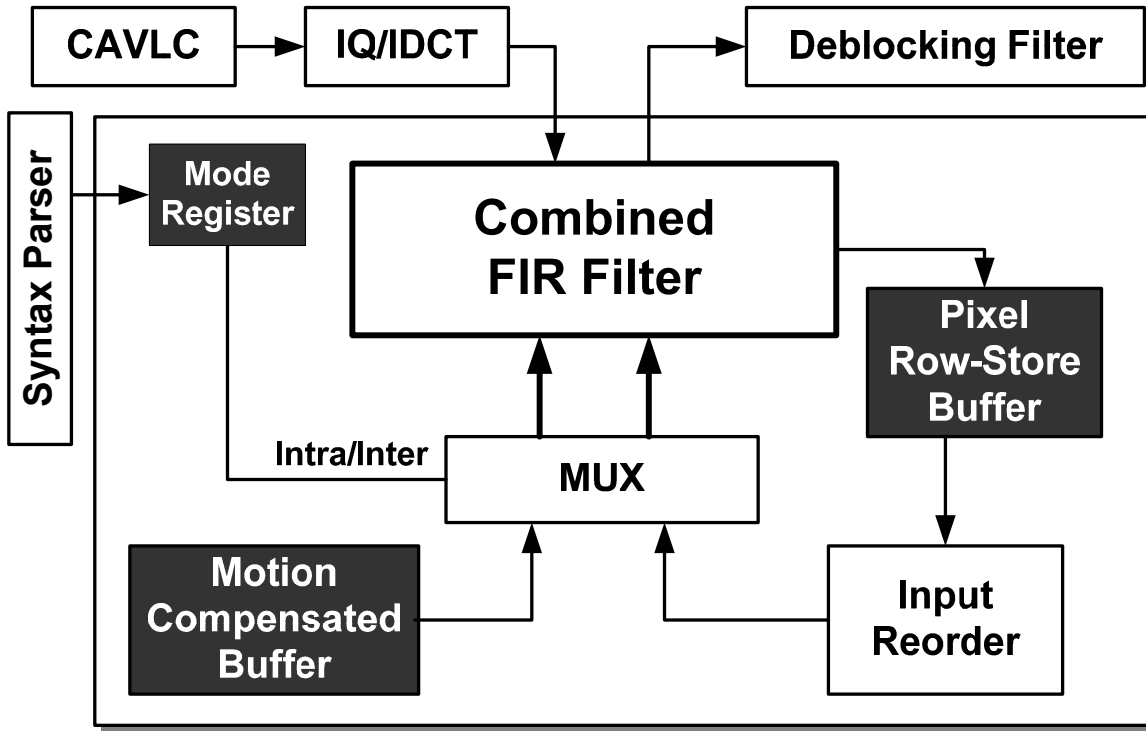 CAVLC
IQ/IDCT
Deblocking Filter
Syntax Parser
Mode
Register
Combined
FIR Filter
Pixel
Row-Store
Buffer
Intra/Inter
MUX
Motion
Compensated
Buffer
Input
Reorder